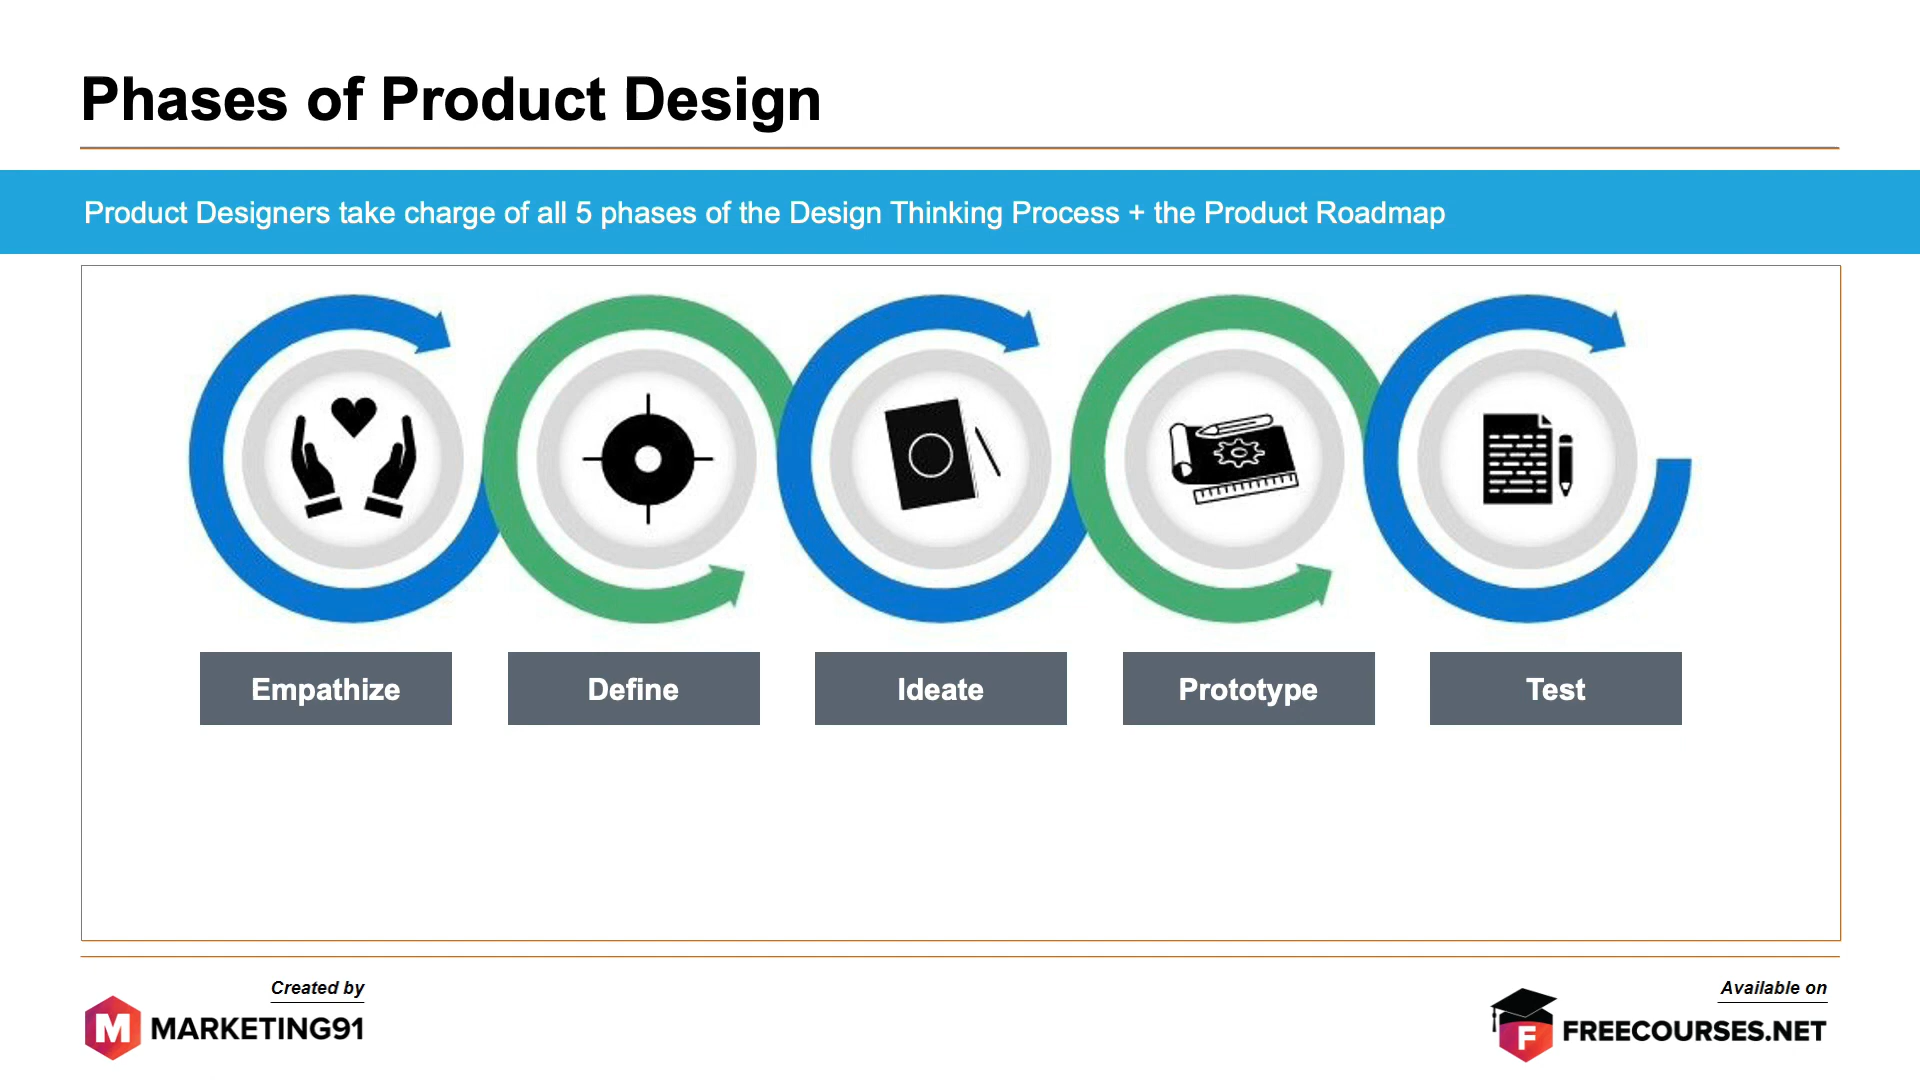 Phases of Product Design
Product Designers take charge of all 5 phases of the Design Thinking Process + the Product Roadmap
Empathize
Define
Ideate
Prototype
Test
Created by
M MARKETING91
Available on
F FREECOURSES.NET